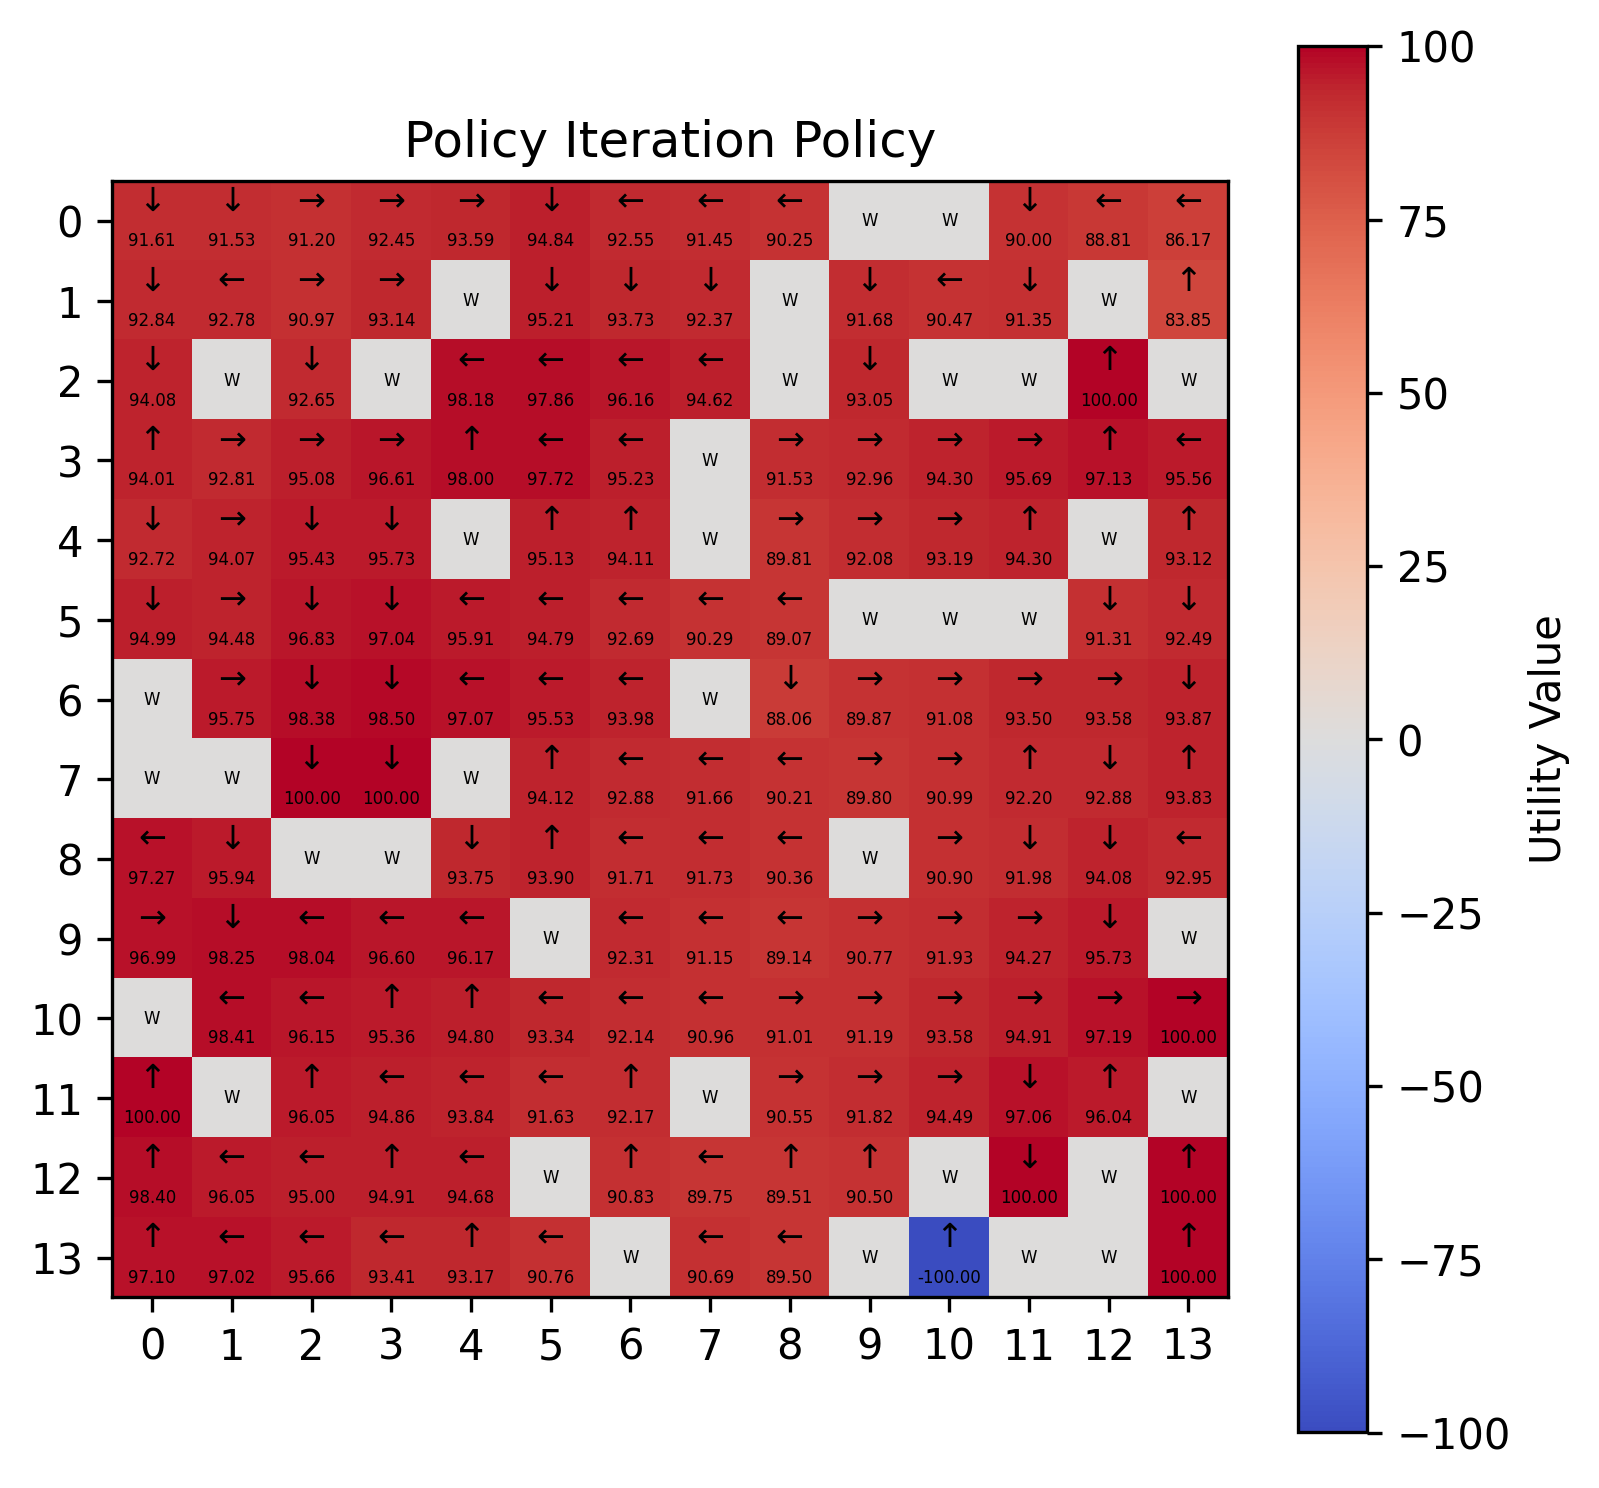 Policy Iteration Policy
100
75
50
25
0
−25
−50
−75
−100
Utility Value
0 ↓ ↓ → → → ↓ ← ← ← W W ↓ ← ←
91.61 91.53 91.20 92.45 93.59 94.84 92.55 91.45 90.25 90.00 88.81 86.17
1 ↓ ← → → W ↓ ↓ ↓ W ↓ ← ↓ W ↑
92.84 92.78 90.97 93.14 95.21 93.73 92.37 91.68 90.47 91.35 83.85
2 ↓ W ↓ W ← ← ← ← W ↓ W W ↑ W
94.08 92.65 98.18 97.86 96.16 94.62 93.05 100.00
3 ↑ → → → ↑ ← ← W → → → → ↑ ←
94.01 92.81 95.08 96.61 98.00 97.72 95.23 91.53 92.96 94.30 95.69 97.13 95.56
4 ↓ → ↓ ↓ W ↑ ↑ W → → → ↑ W ↑
92.72 94.07 95.43 95.73 95.13 94.11 89.81 92.08 93.19 94.30 93.12
5 ↓ → ↓ ↓ ← ← ← ← ← W W W ↓ ↓
94.99 94.48 96.83 97.04 95.91 94.79 92.69 90.29 89.07 91.31 92.49
6 W → ↓ ↓ ← ← ← W ↓ → → → → ↓
95.75 98.38 98.50 97.07 95.53 93.98 88.06 89.87 91.08 93.50 93.58 93.87
7 W W ↓ ↓ W ↑ ← ← ← → → ↑ ↓ ↑
100.00 100.00 94.12 92.88 91.66 90.21 89.80 90.99 92.20 92.88 93.83
8 ← ↓ W W ↓ ↑ ← ← ← W → ↓ ↓ ←
97.27 95.94 93.75 93.90 91.71 91.73 90.36 90.90 91.98 94.08 92.95
9 → ↓ ← ← ← W ← ← ← → → → ↓ W
96.99 98.25 98.04 96.60 96.17 92.31 91.15 89.14 90.77 91.93 94.27 95.73
10 W ← ← ↑ ↑ ← ← ← → → → → → →
98.41 96.15 95.36 94.80 93.34 92.14 90.96 91.01 91.19 93.58 94.91 97.19 100.00
11 ↑ W ↑ ← ← ← ↑ W → → → ↓ ↑ W
100.00 96.05 94.86 93.84 91.63 92.17 90.55 91.82 94.49 97.06 96.04
12 ↑ ← ← ↑ ← W ↑ ← ↑ ↑ W ↓ W ↑
98.40 96.05 95.00 94.91 94.68 90.83 89.75 89.51 90.50 100.00 100.00
13 ↑ ← ← ← ↑ ← W ← ← W ↑ W W ↑
97.10 97.02 95.66 93.41 93.17 90.76 90.69 89.50 -100.00 100.00
0 1 2 3 4 5 6 7 8 9 10 11 12 13